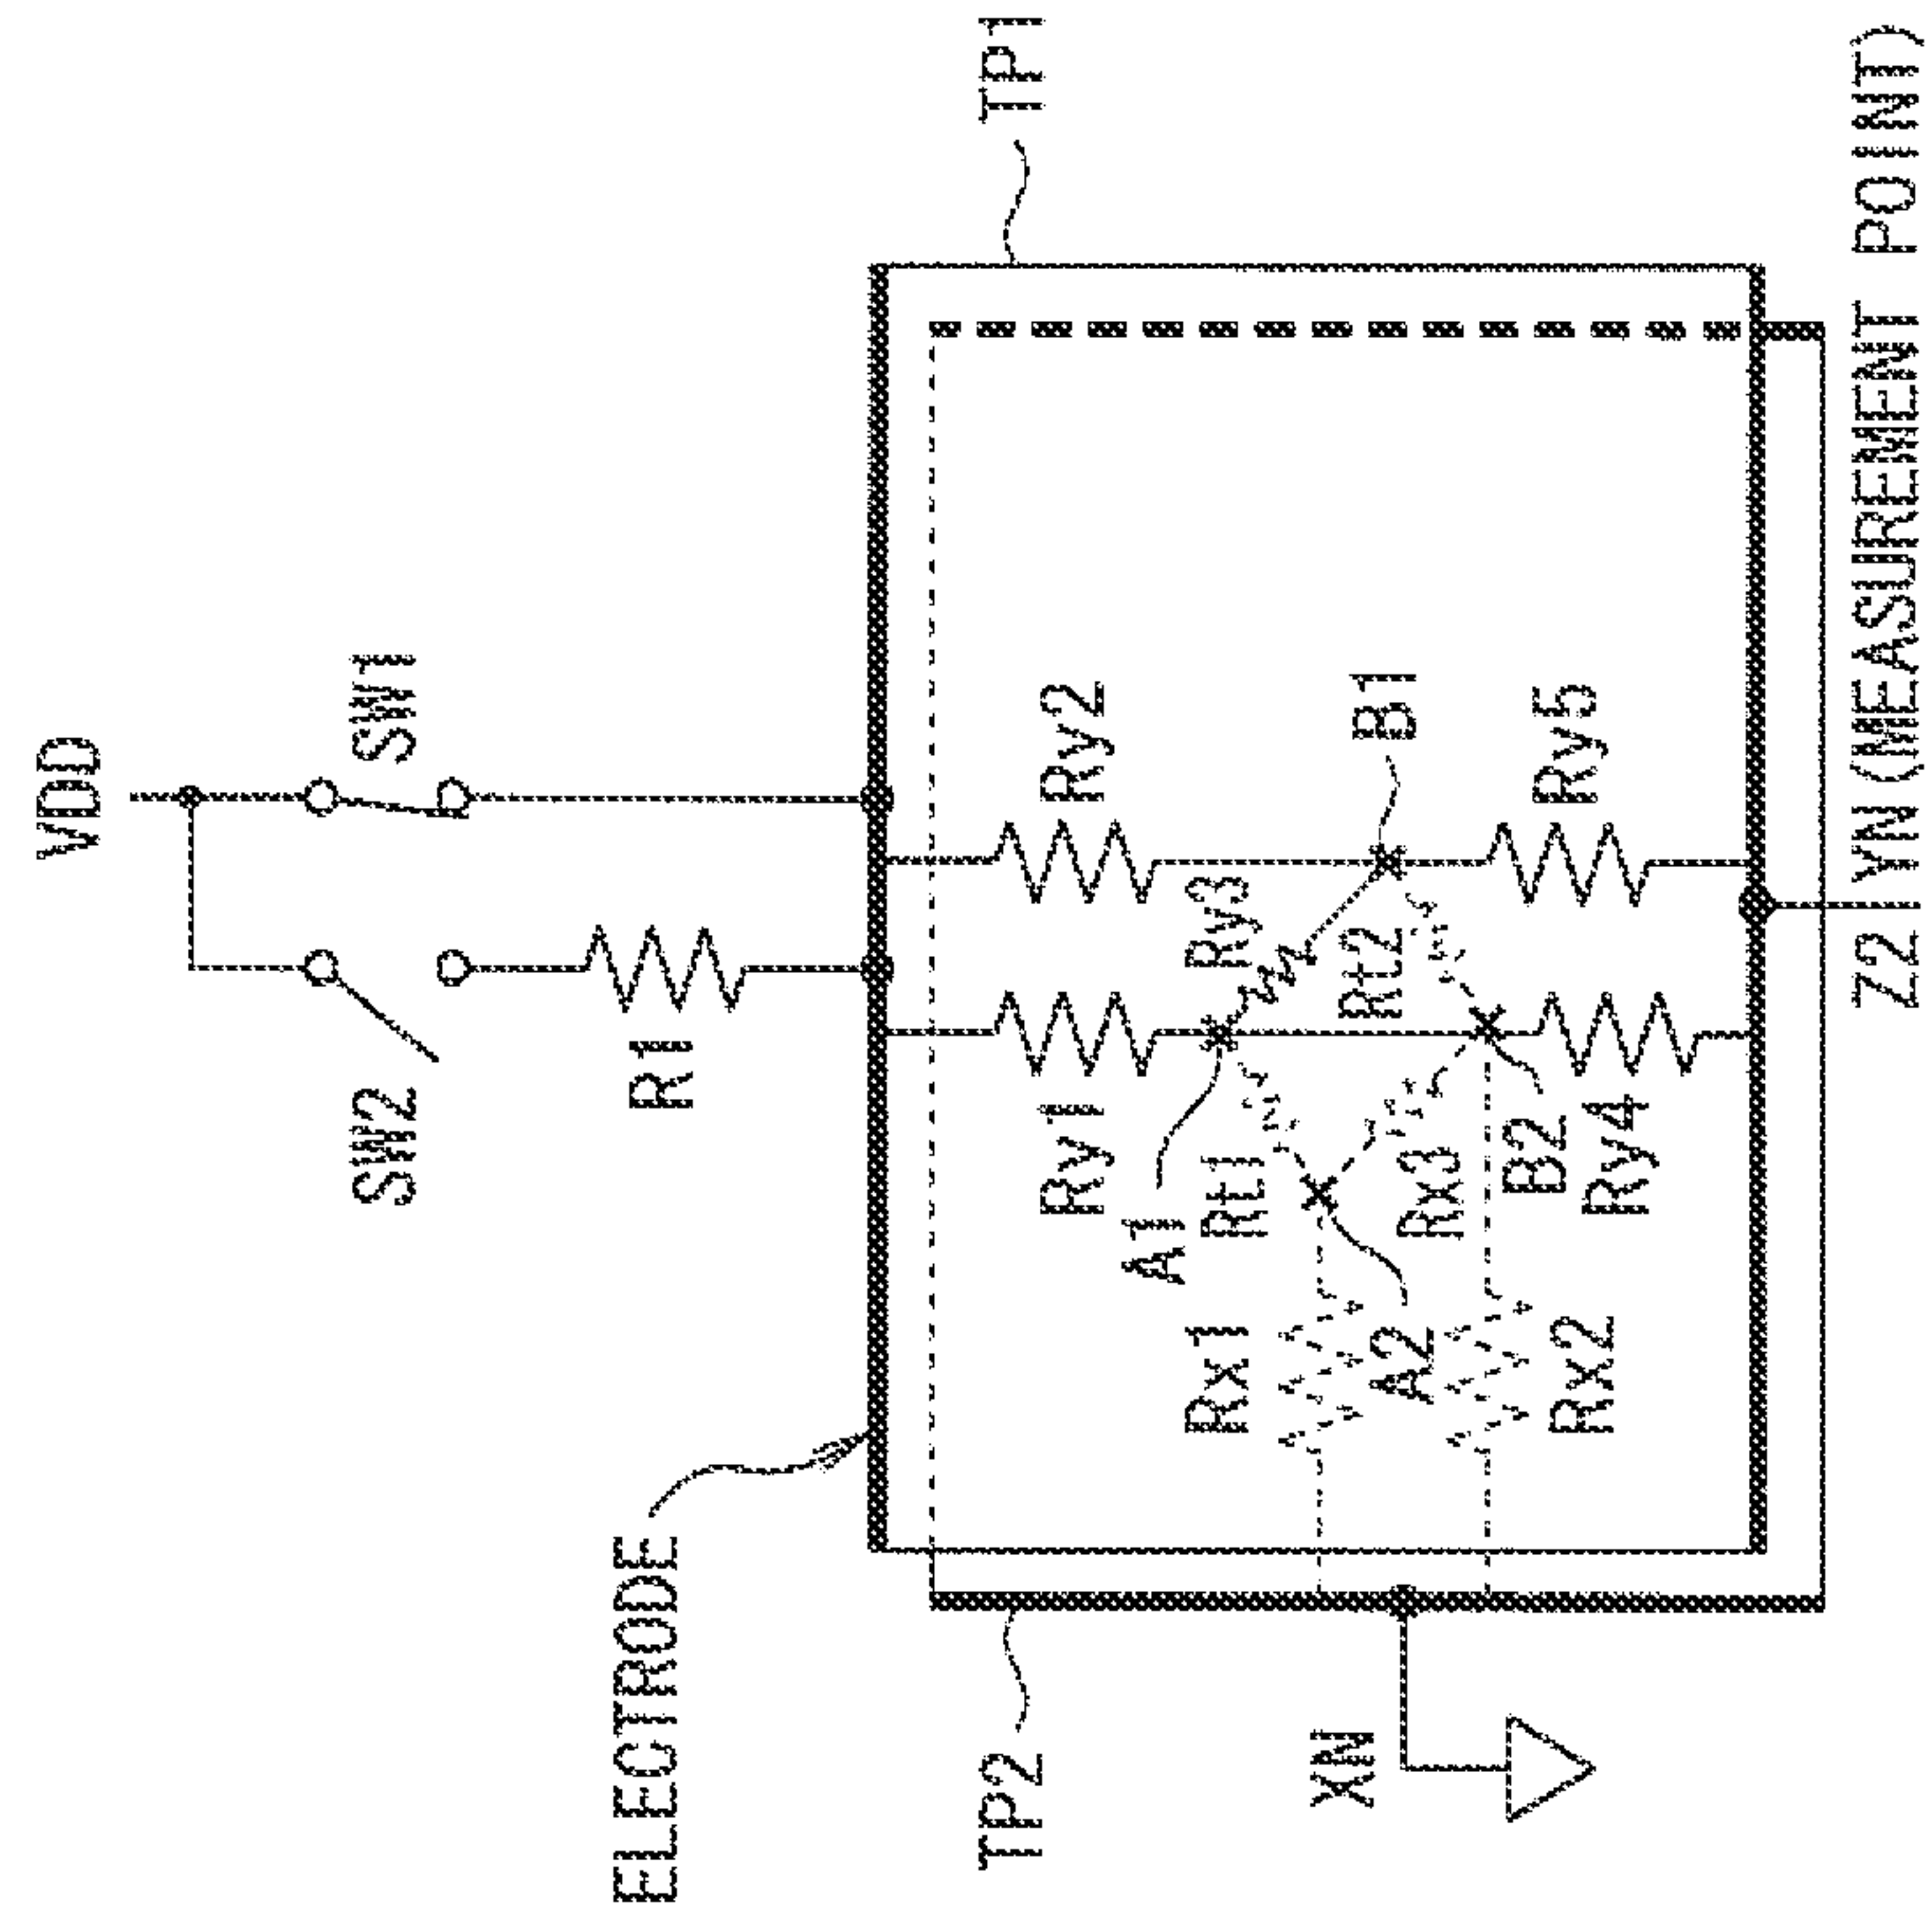 VDD
SW2
SW1
R1
ELECTRODE
TP2
TP1
Ry1
Ry2
A1
Rt1
Ry3
Rx1
Rt2
B1
XN
A2
Rx3
B2
Rx2
Ry4
Ry5
Z2 YN (MEASUREMENT POINT)